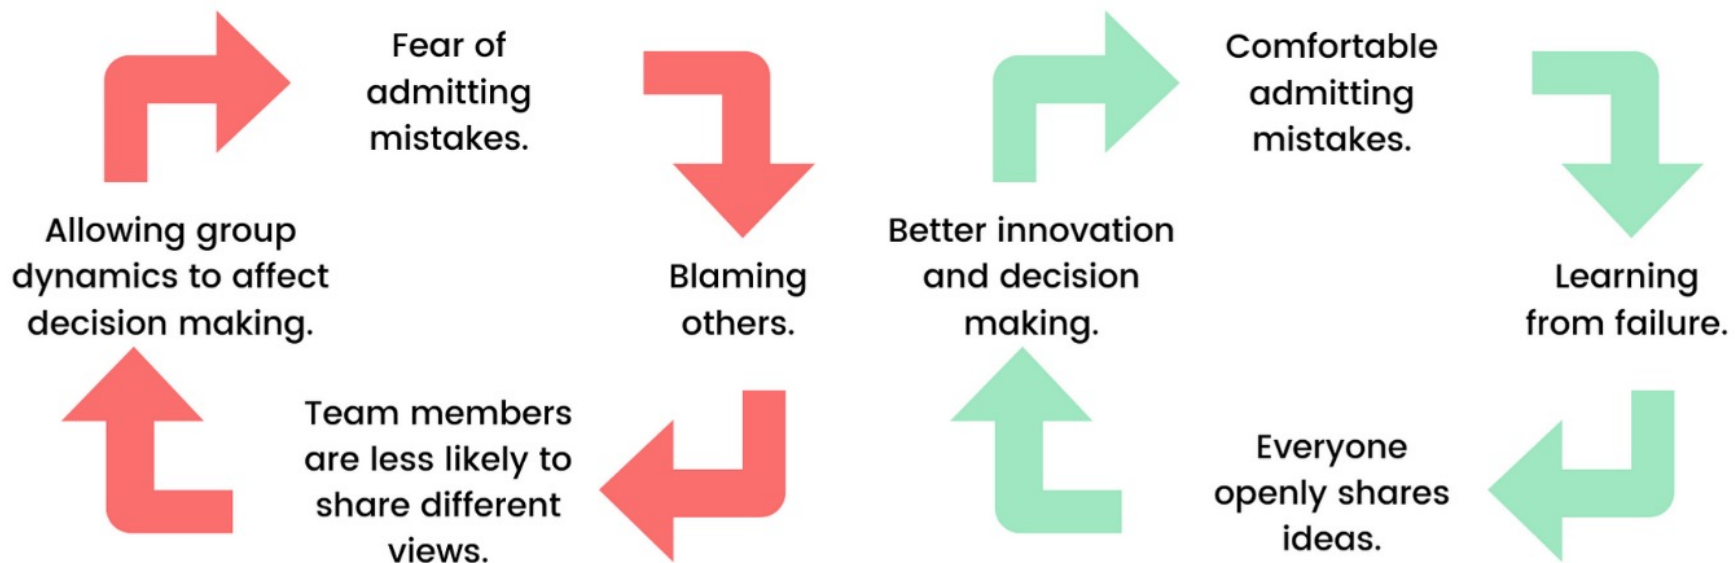 Fear of
admitting
mistakes.
Blaming
others.
Team members
are less likely to
share different
views.
Allowing group
dynamics to affect
decision making.
Comfortable
admitting
mistakes.
Learning
from failure.
Everyone
openly shares
ideas.
Better innovation
and decision
making.